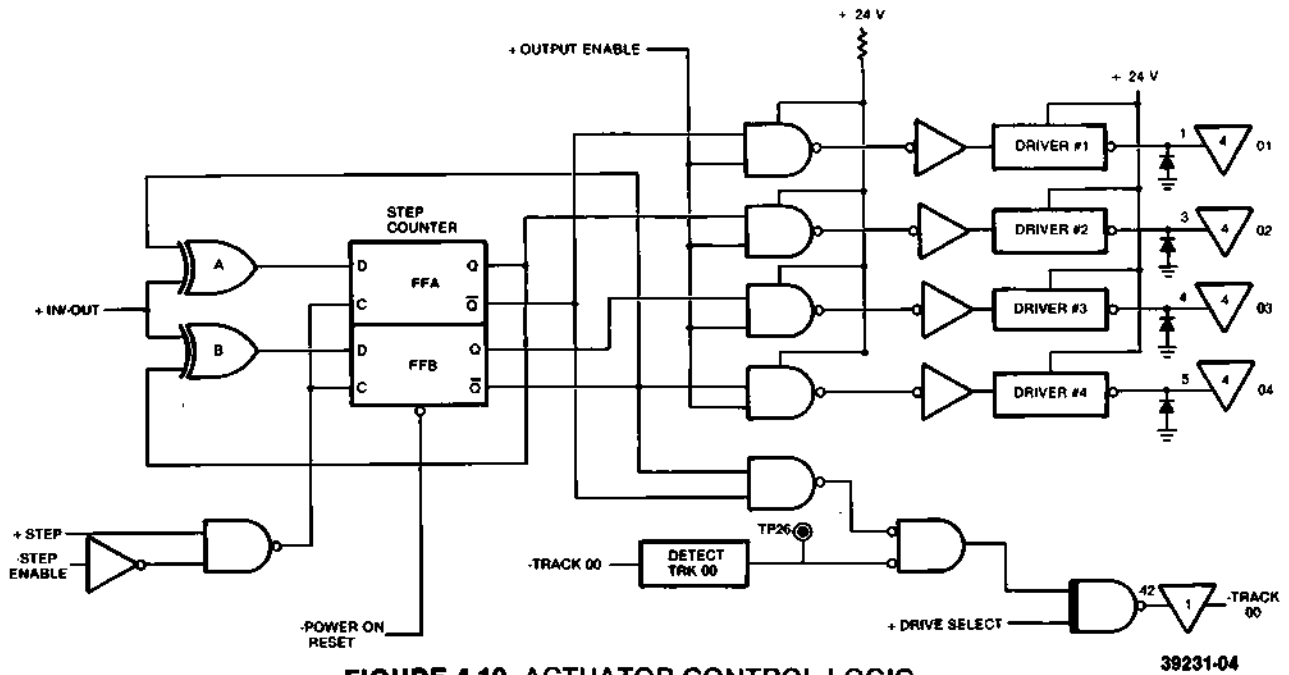 + 24 V
+ OUTPUT ENABLE
+ 24 V
DRIVER #1
1
4
01
STEP
COUNTER
DRIVER #2
3
4
02
A
D
Q
FFA
C
Q
+ IN/-OUT
DRIVER #3
4
4
03
B
D
Q
FFB
C
Q
DRIVER #4
5
4
04
+ STEP
-STEP
ENABLE
TP26
-TRACK 00
DETECT
TRK 00
42
1
-TRACK
00
-POWER ON
RESET
+ DRIVE SELECT
39231-04
FIGURE 4-10 ACTUATOR CONTROL LOGIC